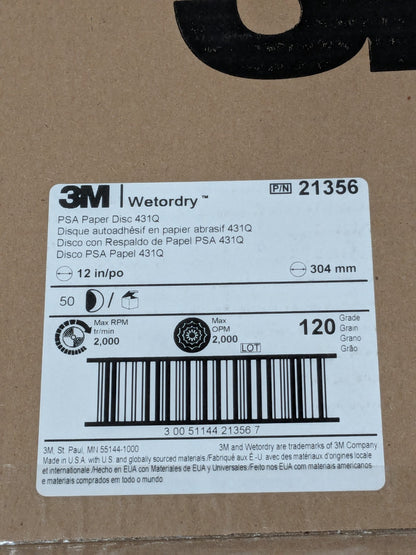 3M
3M | Wetordry™
P/N 21356
PSA Paper Disc 431Q
Disque autoadhésif en papier abrasif 431Q
Disco con Respaldo de Papel PSA 431Q
Disco PSA Papel 431Q
12 in/po
304 mm
50 /
Max RPM
tr/min
2,000
Max
OPM
2,000
LOT
120
Grade
Grain
Grano
Grão
3 00 51144 21356 7
3M, St. Paul, MN 55144-1000
3M and Wetordry are trademarks of 3M Company
Made in U.S.A. with U.S. and globally sourced materials./Fabriqué aux É.-U. avec des matériaux d'origines locale
et internationale./Hecho en EUA con Materiales de EUA y Universales./Feito nos EUA com materiais americanos
e materiais comprados em todo o mundo.